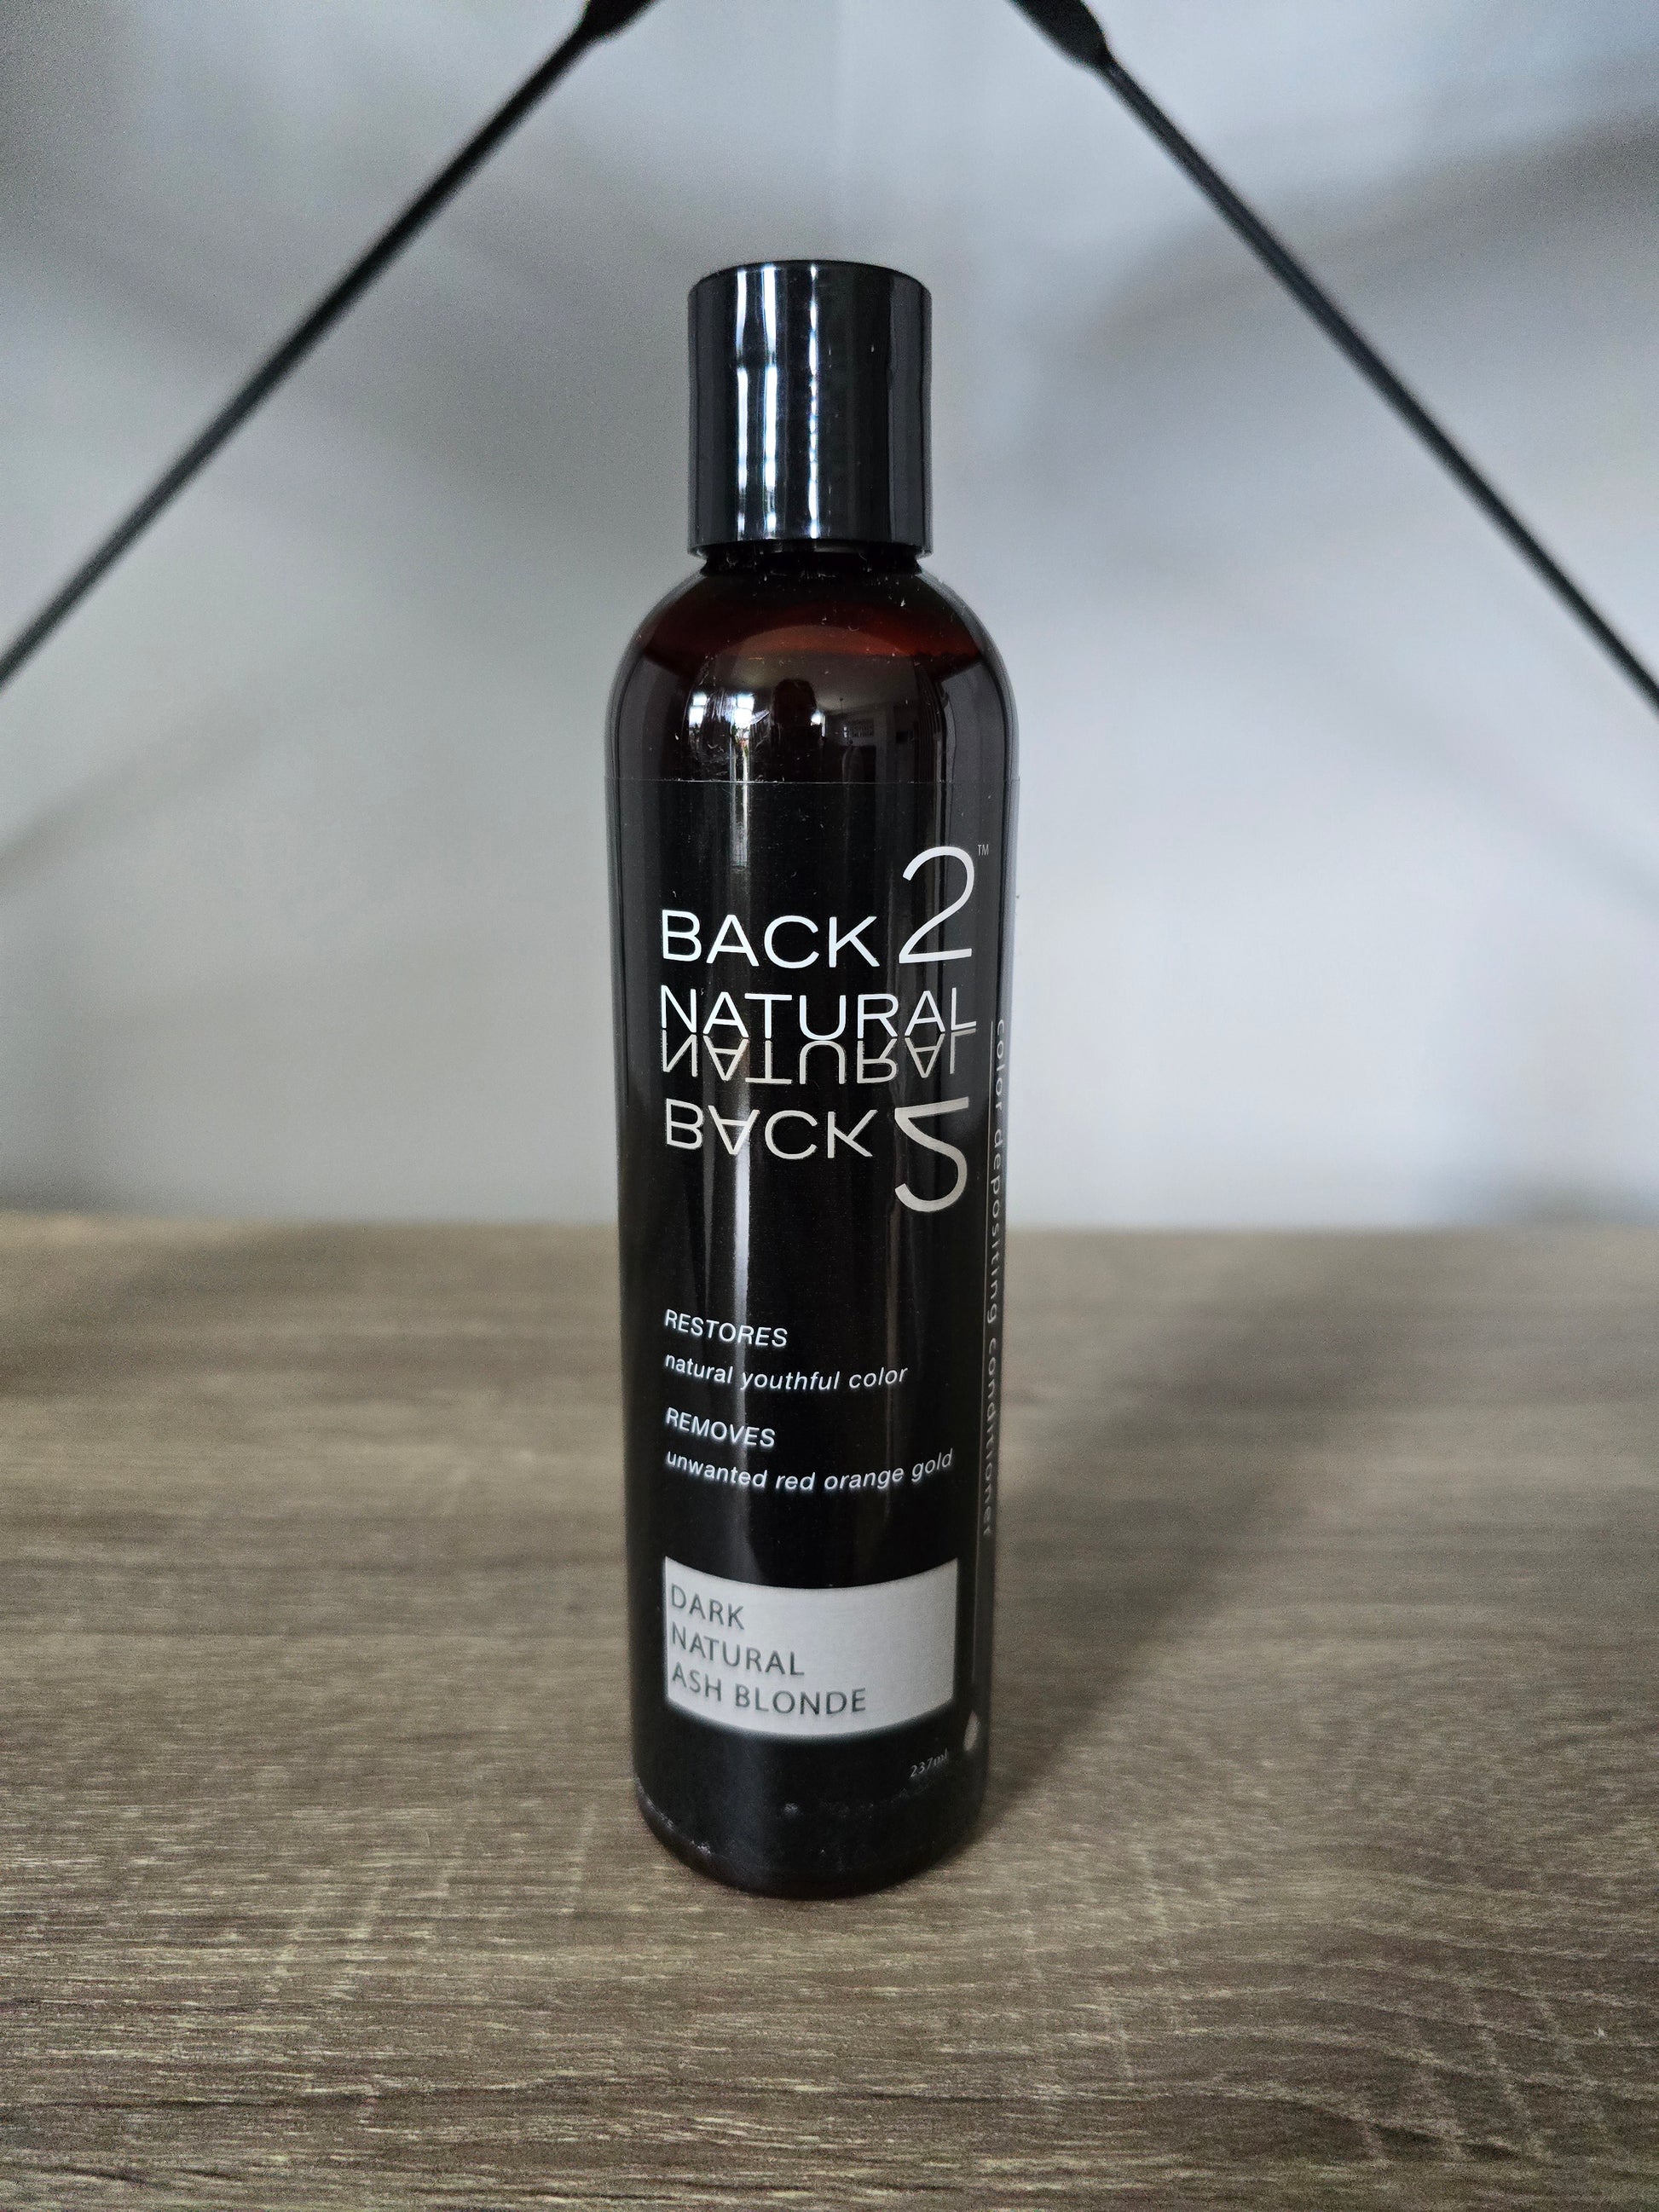 BACK 2™
NATURAL
NATURAL
BACK 2
RESTORES
natural youthful color
REMOVES
unwanted red orange gold
DARK
NATURAL
ASH BLONDE
237ml
color depositing conditioner